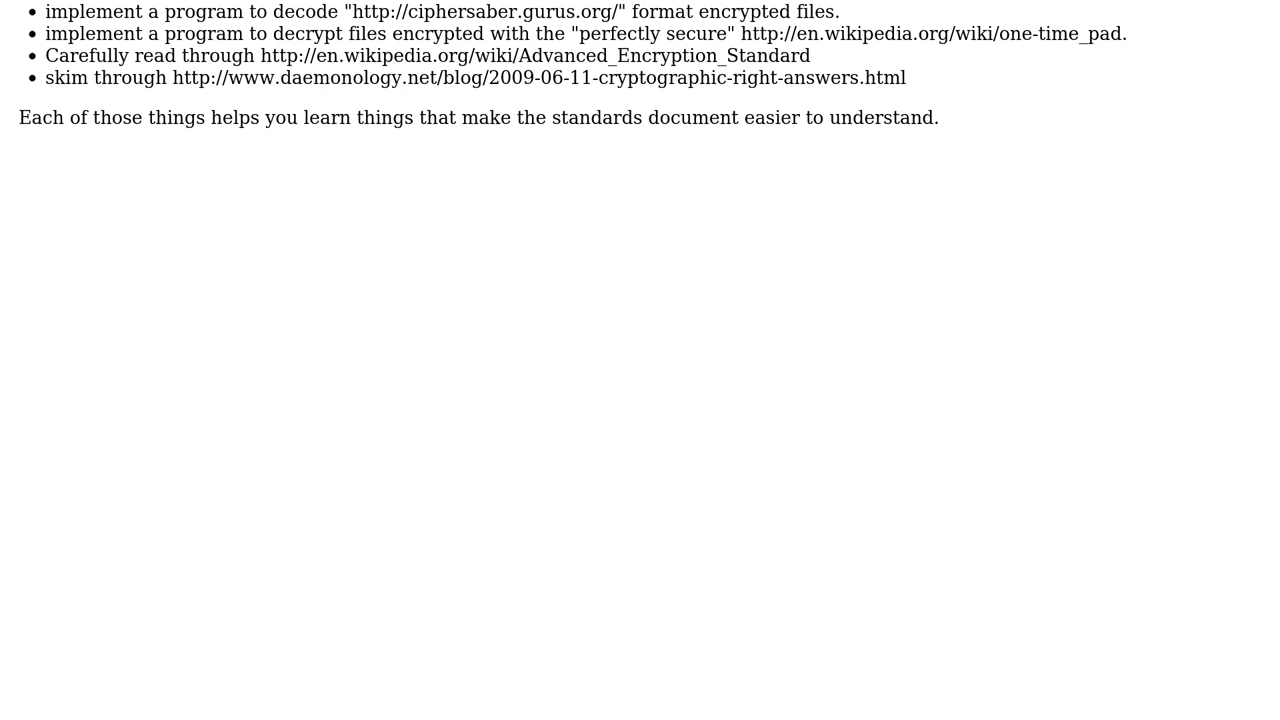 • implement a program to decode "http://ciphersaber.gurus.org/" format encrypted files.
• implement a program to decrypt files encrypted with the "perfectly secure" http://en.wikipedia.org/wiki/one-time_pad.
• Carefully read through http://en.wikipedia.org/wiki/Advanced_Encryption_Standard
• skim through http://www.daemonology.net/blog/2009-06-11-cryptographic-right-answers.html
Each of those things helps you learn things that make the standards document easier to understand.